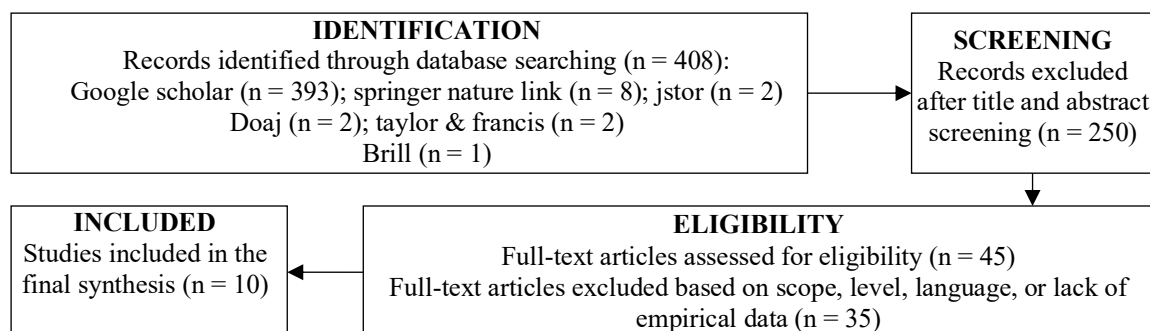 IDENTIFICATION
Records identified through database searching (n = 408):
Google scholar (n = 393); springer nature link (n = 8); jstor (n = 2)
Doaj (n = 2); taylor & francis (n = 2)
Brill (n = 1)
SCREENING
Records excluded
after title and abstract
screening (n = 250)
ELIGIBILITY
Full-text articles assessed for eligibility (n = 45)
Full-text articles excluded based on scope, level, language, or lack of
empirical data (n = 35)
INCLUDED
Studies included in the
final synthesis (n = 10)